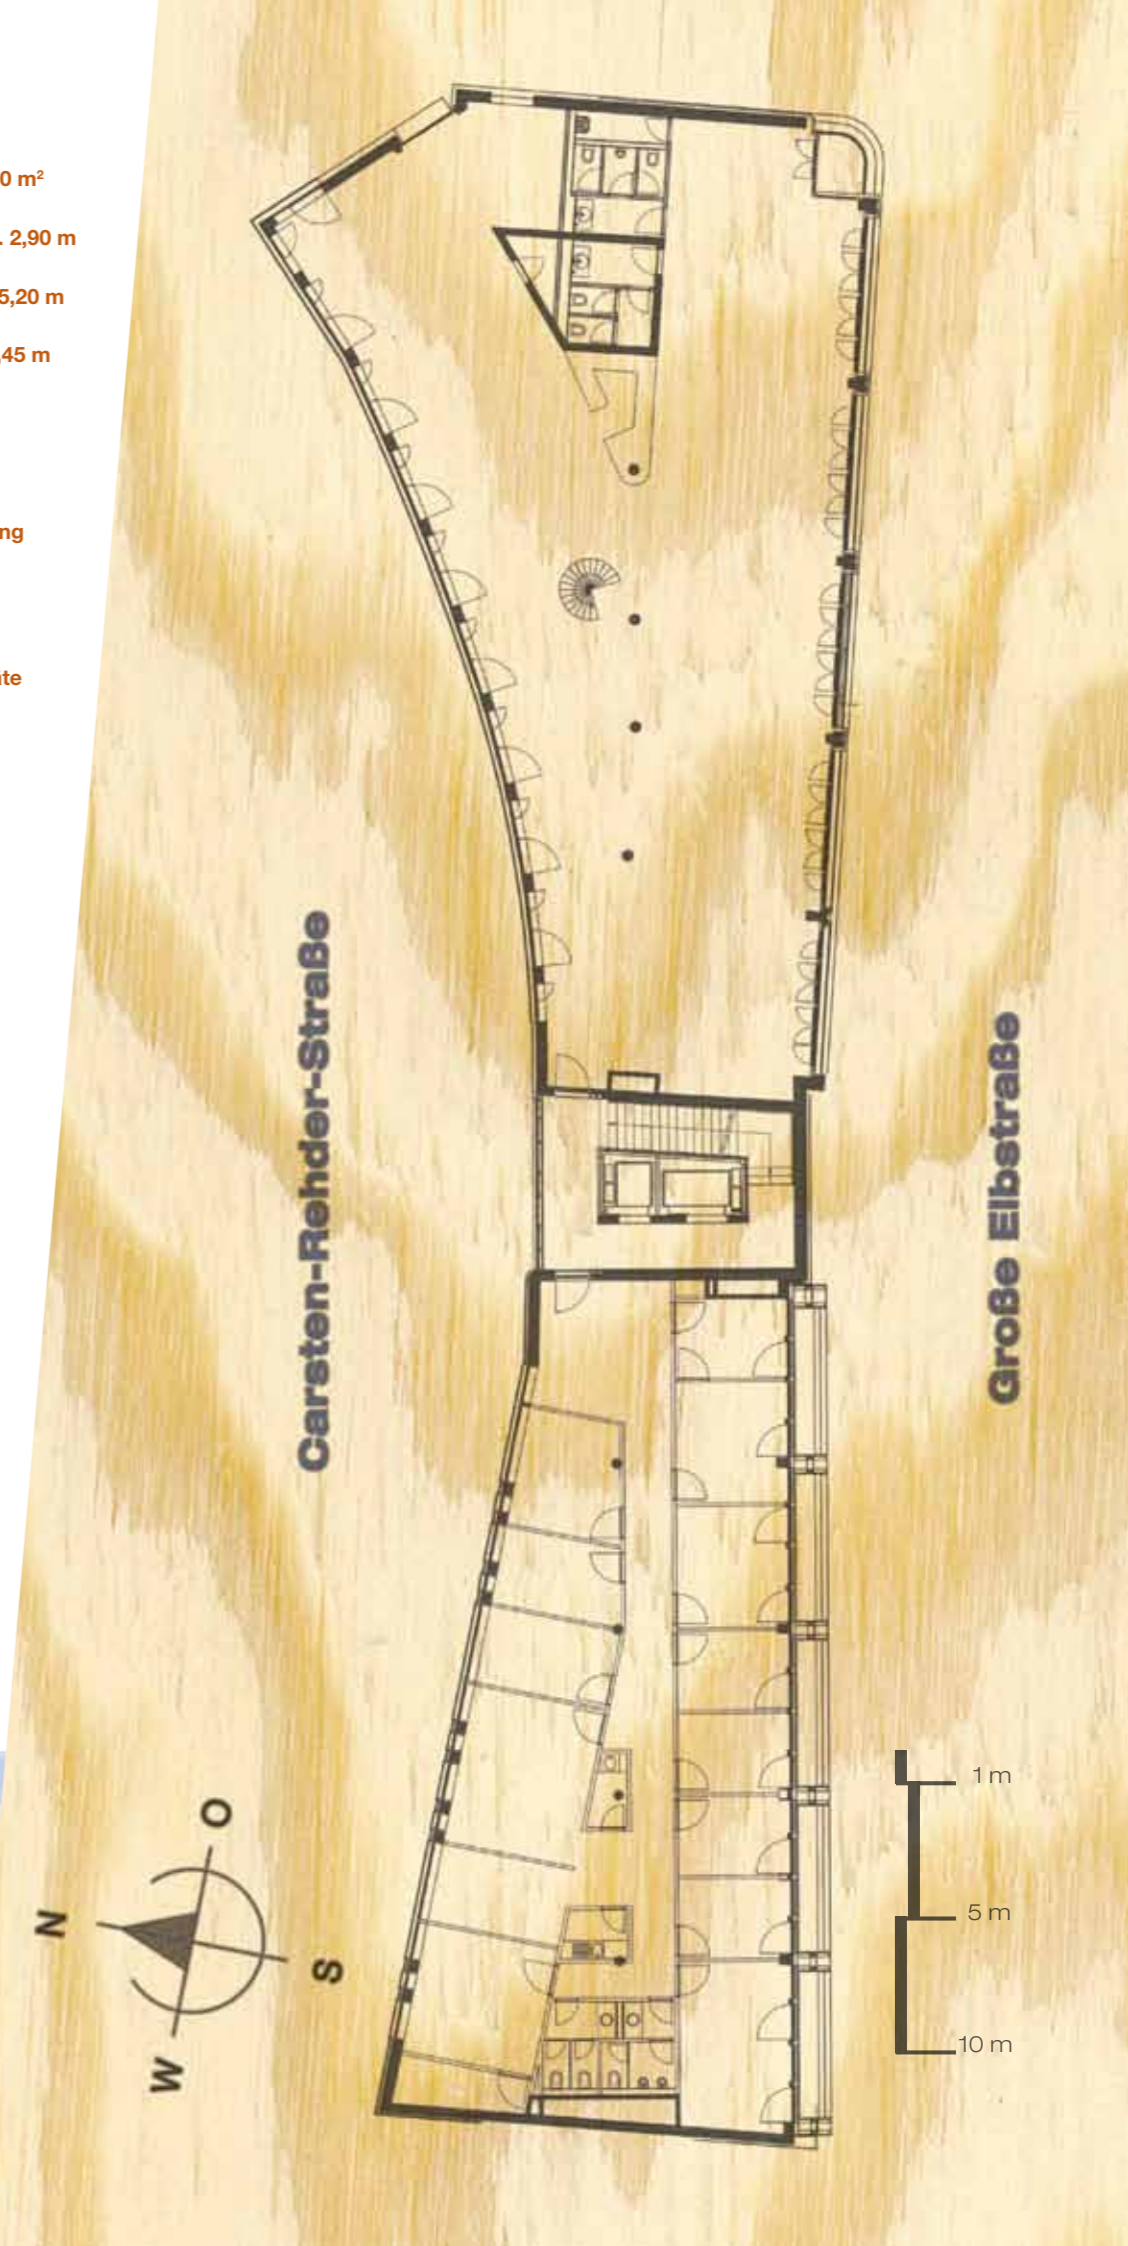 0 m²
. 2,90 m
5,20 m
,45 m
ng
te
Carsten-Rehder-Straße
Große Elbstraße
1 m
5 m
10 m
N
O
S
W